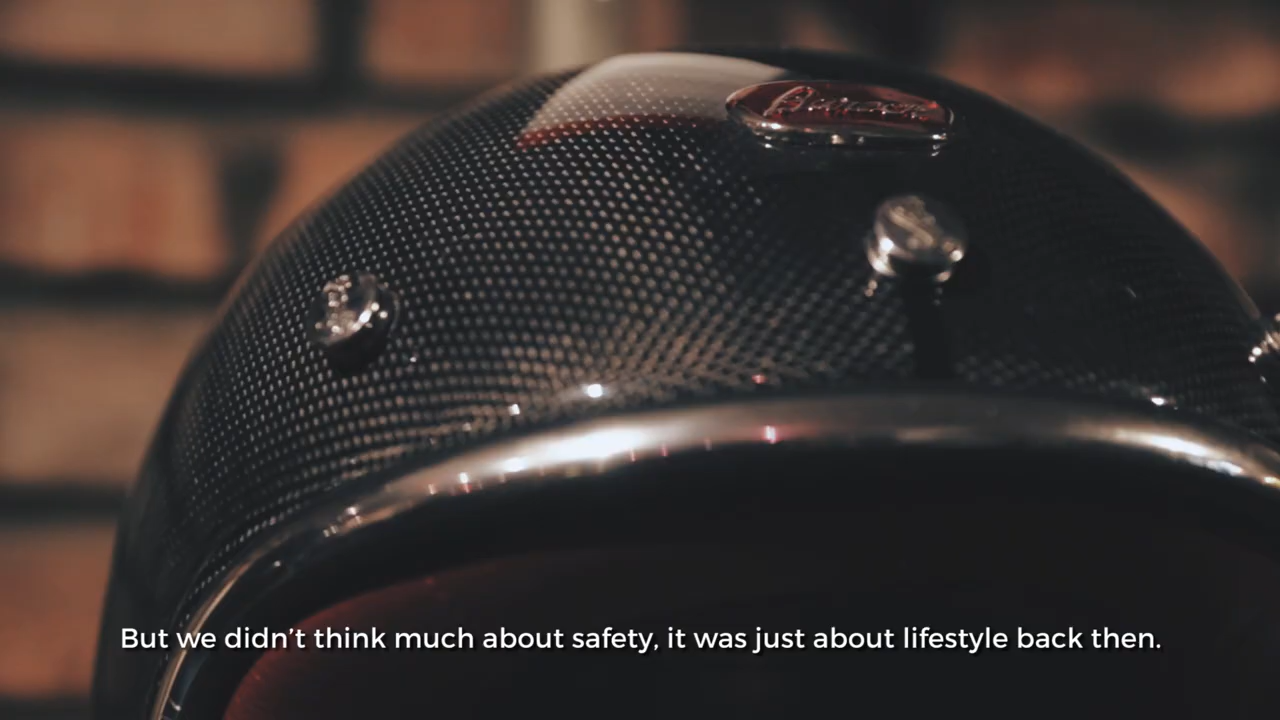 But we didn’t think much about safety, it was just about lifestyle back then.